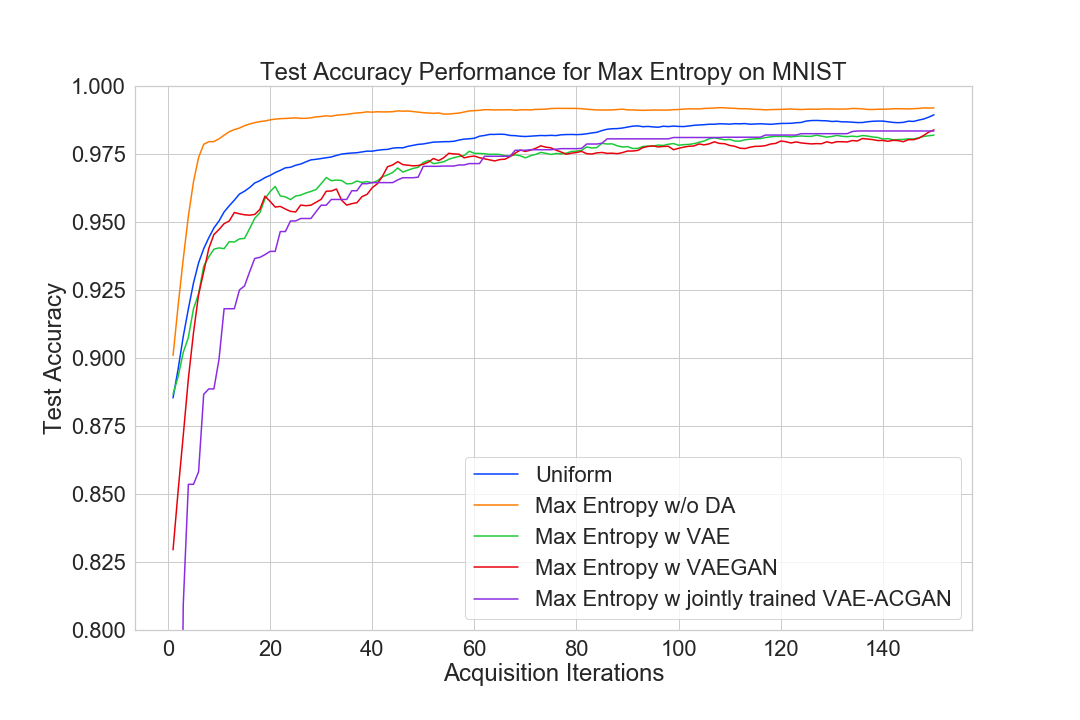 Test Accuracy Performance for Max Entropy on MNIST
1.000
0.975
0.950
0.925
0.900
0.875
0.850
0.825
0.800
Test Accuracy
Uniform
Max Entropy w/o DA
Max Entropy w VAE
Max Entropy w VAEGAN
Max Entropy w jointly trained VAE-ACGAN
0 20 40 60 80 100 120 140
Acquisition Iterations